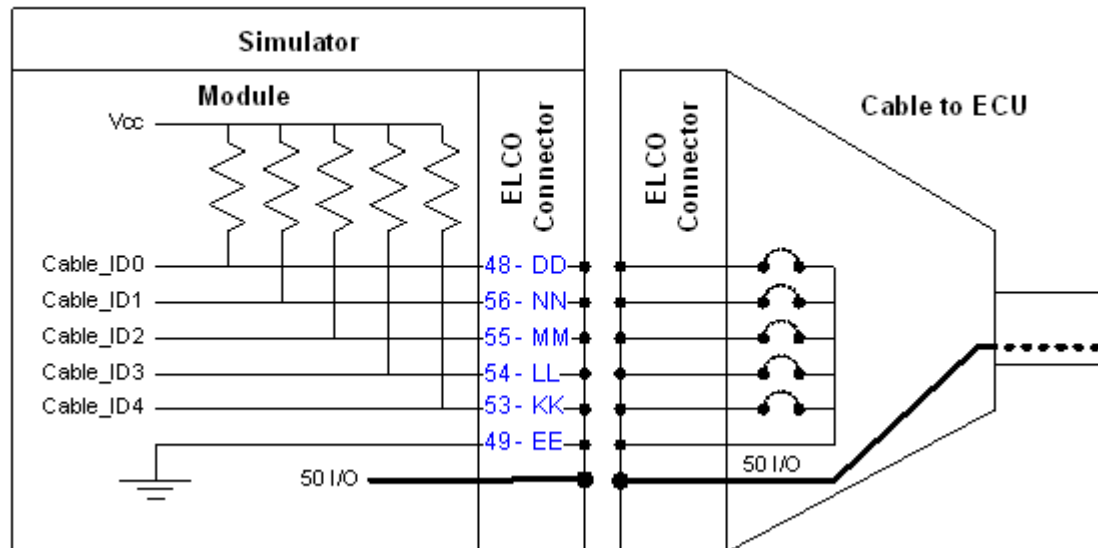 Simulator
Module
Vcc
ELCO
Connector
ELCO
Connector
Cable to ECU
Cable_ID0
48- DD
Cable_ID1
56- NN
Cable_ID2
55- MM
Cable_ID3
54- LL
Cable_ID4
53- KK
49- EE
50 I/O
50 I/O